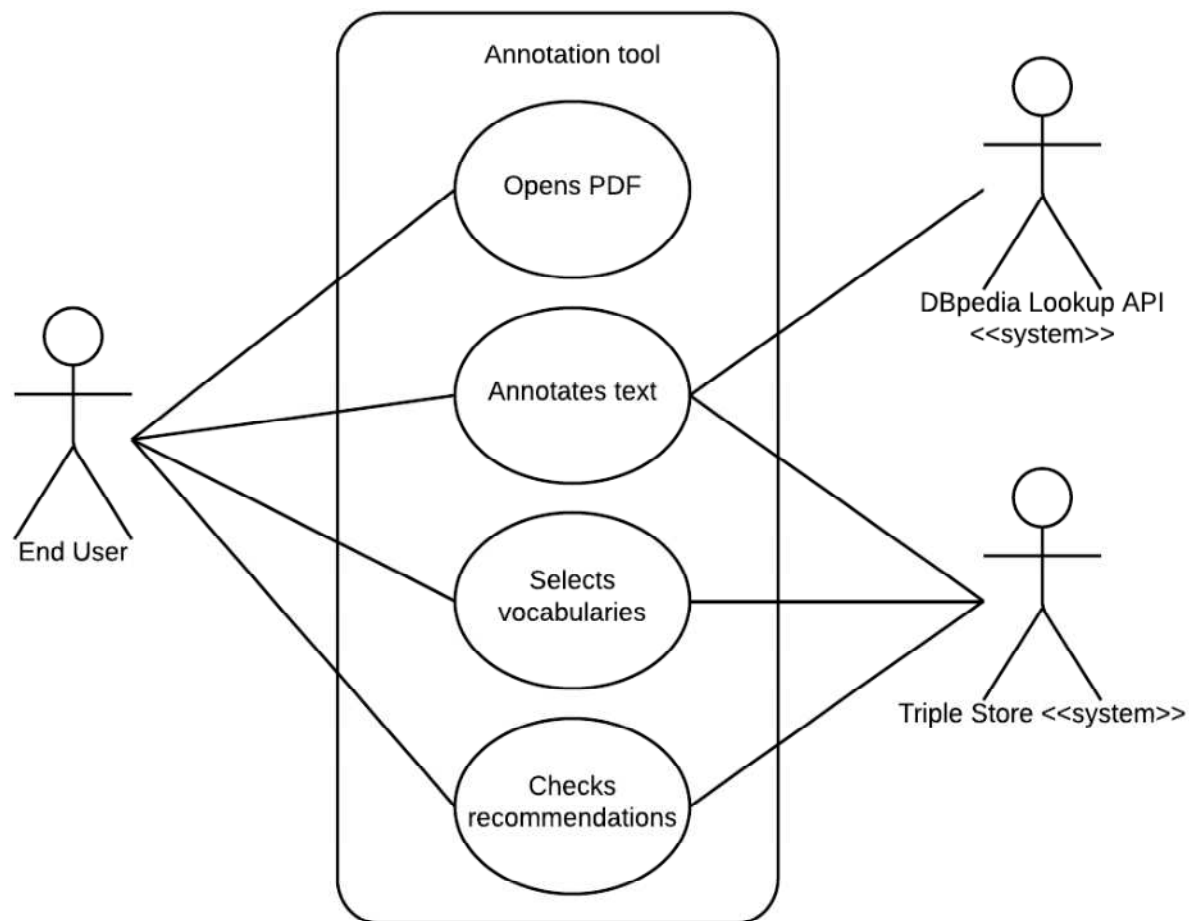 Annotation tool
Opens PDF
DBpedia Lookup API
<<system>>
Annotates text
End User
Selects
vocabularies
Triple Store <<system>>
Checks
recommendations